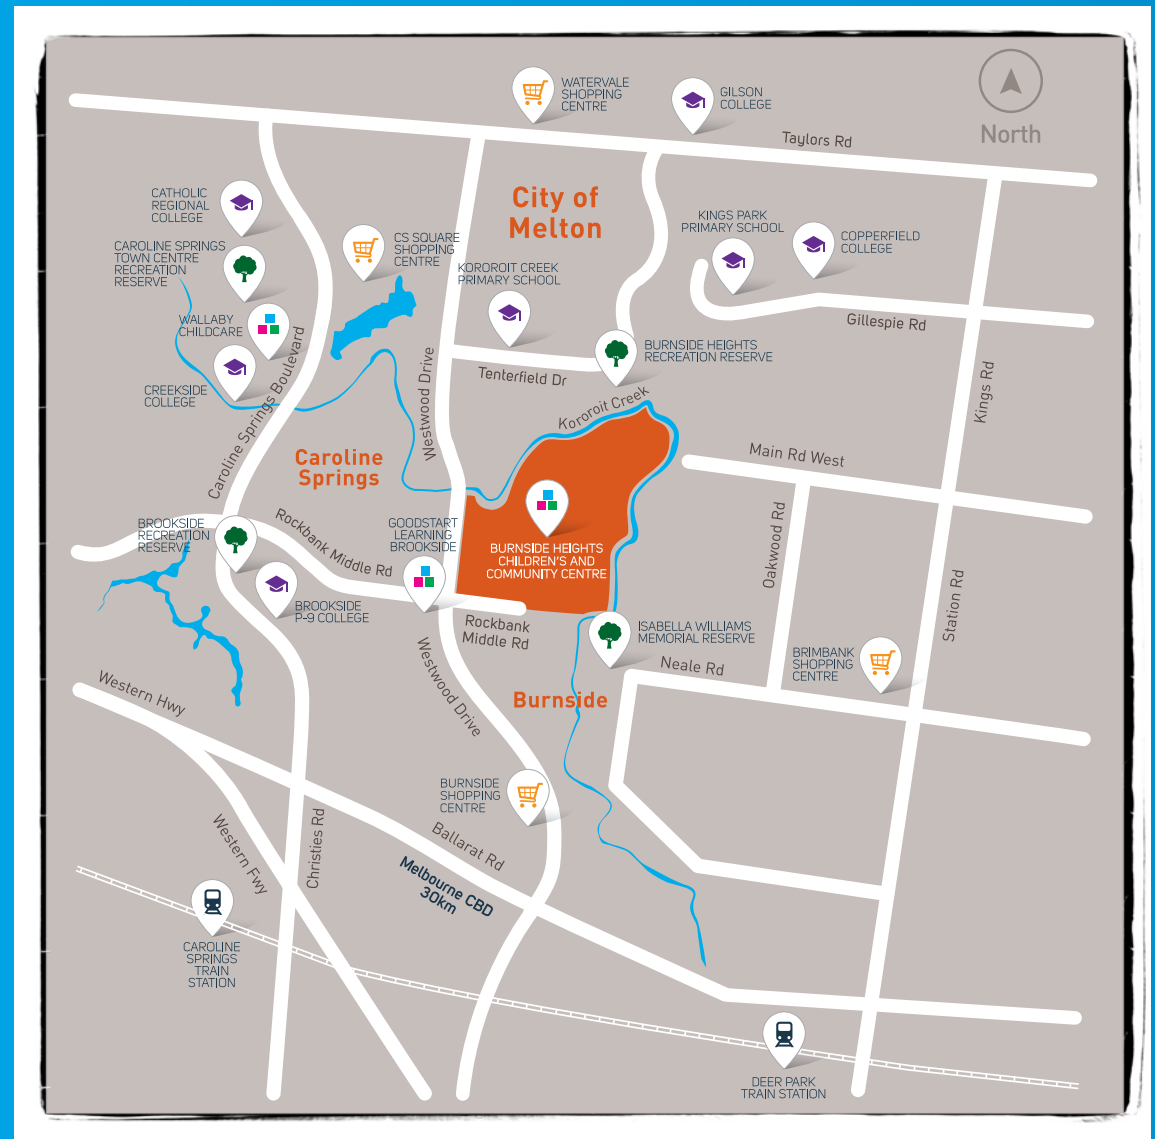 WATERVALE
SHOPPING
CENTRE
GILSON
COLLEGE
Taylors Rd
North
CATHOLIC
REGIONAL
COLLEGE
City of
Melton
KINGS PARK
PRIMARY SCHOOL
COPPERFIELD
COLLEGE
CAROLINE SPRINGS
TOWN CENTRE
RECREATION
RESERVE
CS SQUARE
SHOPPING
CENTRE
KOROROIT CREEK
PRIMARY SCHOOL
WALLABY
CHILDCARE
Gillespie Rd
BURNSIDE HEIGHTS
RECREATION RESERVE
CREEKSIDE
COLLEGE
Caroline Springs Boulevard
Westwood Drive
Tenterfield Dr
Kororoit Creek
Kings Rd
Main Rd West
Caroline
Springs
BROOKSIDE
RECREATION
RESERVE
Rockbank Middle Rd
GOODSTART
LEARNING
BROOKSIDE
BURNSIDE HEIGHTS
CHILDREN'S AND
COMMUNITY CENTRE
Oakwood Rd
Station Rd
BROOKSIDE
P-9 COLLEGE
Rockbank
Middle Rd
ISABELLA WILLIAMS
MEMORIAL RESERVE
Neale Rd
BRIMBANK
SHOPPING
CENTRE
Western Hwy
Westwood Drive
Burnside
BURNSIDE
SHOPPING
CENTRE
Western Fwy
Christies Rd
Ballarat Rd
Melbourne CBD
30km
CAROLINE
SPRINGS
TRAIN
STATION
DEER PARK
TRAIN STATION